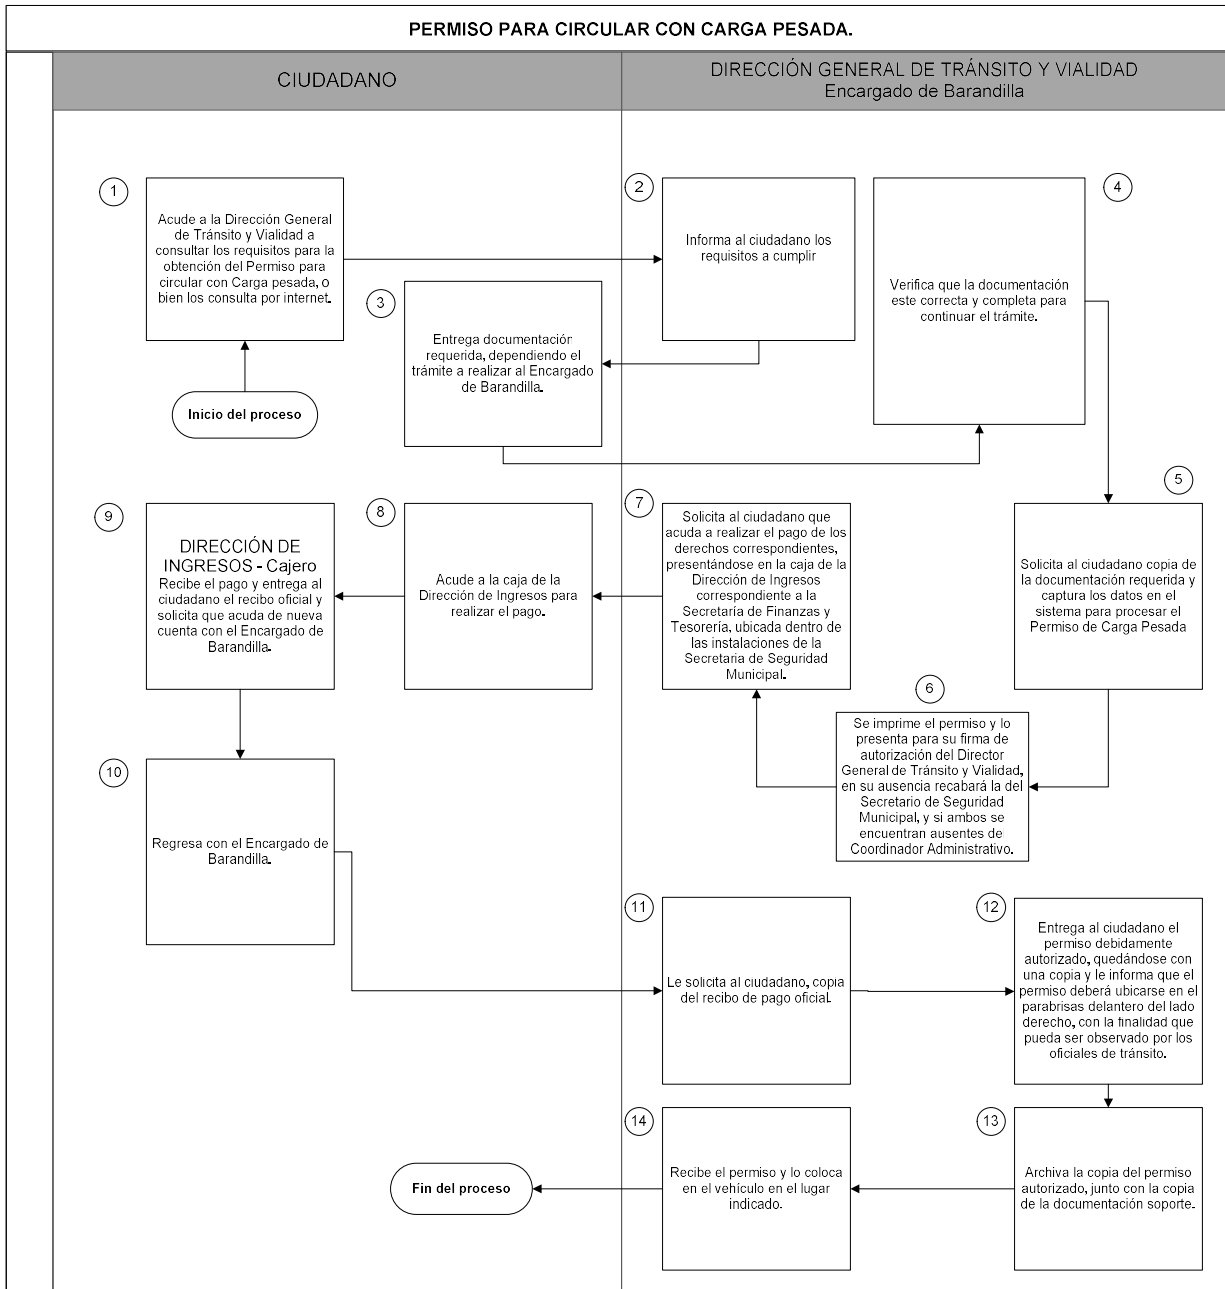 PERMISO PARA CIRCULAR CON CARGA PESADA.
CIUDADANO
DIRECCIÓN GENERAL DE TRÁNSITO Y VIALIDAD
Encargado de Barandilla
1
Acude a la Dirección General
de Tránsito y Vialidad a
consultar los requisitos para la
obtención del Permiso para
circular con Carga pesada, o
bien los consulta por internet.
Inicio del proceso
2
Informa al ciudadano los
requisitos a cumplir
3
Entrega documentación
requerida, dependiendo el
trámite a realizar al Encargado
de Barandilla.
4
Verifica que la documentación
este correcta y completa para
continuar el trámite.
5
Solicita al ciudadano copia de
la documentación requerida y
captura los datos en el
sistema para procesar el
Permiso de Carga Pesada
6
Se imprime el permiso y lo
presenta para su firma de
autorización del Director
General de Tránsito y Vialidad,
en su ausencia recabará la del
Secretario de Seguridad
Municipal, y si ambos se
encuentran ausentes del
Coordinador Administrativo.
7
Solicita al ciudadano que
acuda a realizar el pago de los
derechos correspondientes,
presentándose en la caja de la
Dirección de Ingresos
correspondiente a la
Secretaría de Finanzas y
Tesorería, ubicada dentro de
las instalaciones de la
Secretaria de Seguridad
Municipal.
8
Acude a la caja de la
Dirección de Ingresos para
realizar el pago.
9
DIRECCIÓN DE
INGRESOS - Cajero
Recibe el pago y entrega al
ciudadano el recibo oficial y
solicita que acuda de nueva
cuenta con el Encargado de
Barandilla.
10
Regresa con el Encargado de
Barandilla.
11
Le solicita al ciudadano, copia
del recibo de pago oficial.
12
Entrega al ciudadano el
permiso debidamente
autorizado, quedándose con
una copia y le informa que el
permiso deberá ubicarse en el
parabrisas delantero del lado
derecho, con la finalidad que
pueda ser observado por los
oficiales de tránsito.
13
Archiva la copia del permiso
autorizado, junto con la copia
de la documentación soporte.
14
Recibe el permiso y lo coloca
en el vehículo en el lugar
indicado.
Fin del proceso